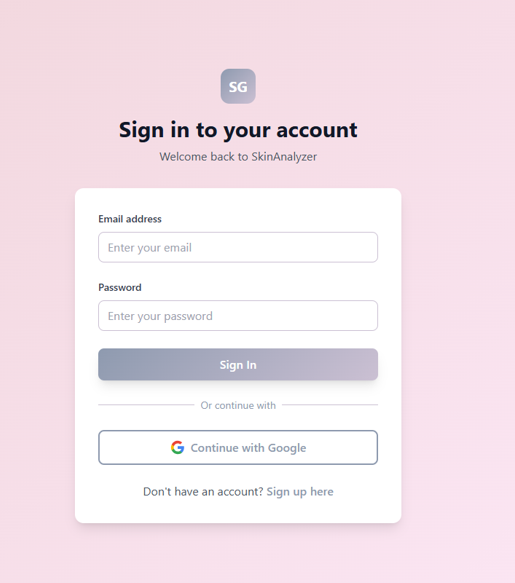 SG
Sign in to your account
Welcome back to SkinAnalyzer
Email address
Enter your email
Password
Enter your password
Sign In
Or continue with
Continue with Google
Don't have an account? Sign up here